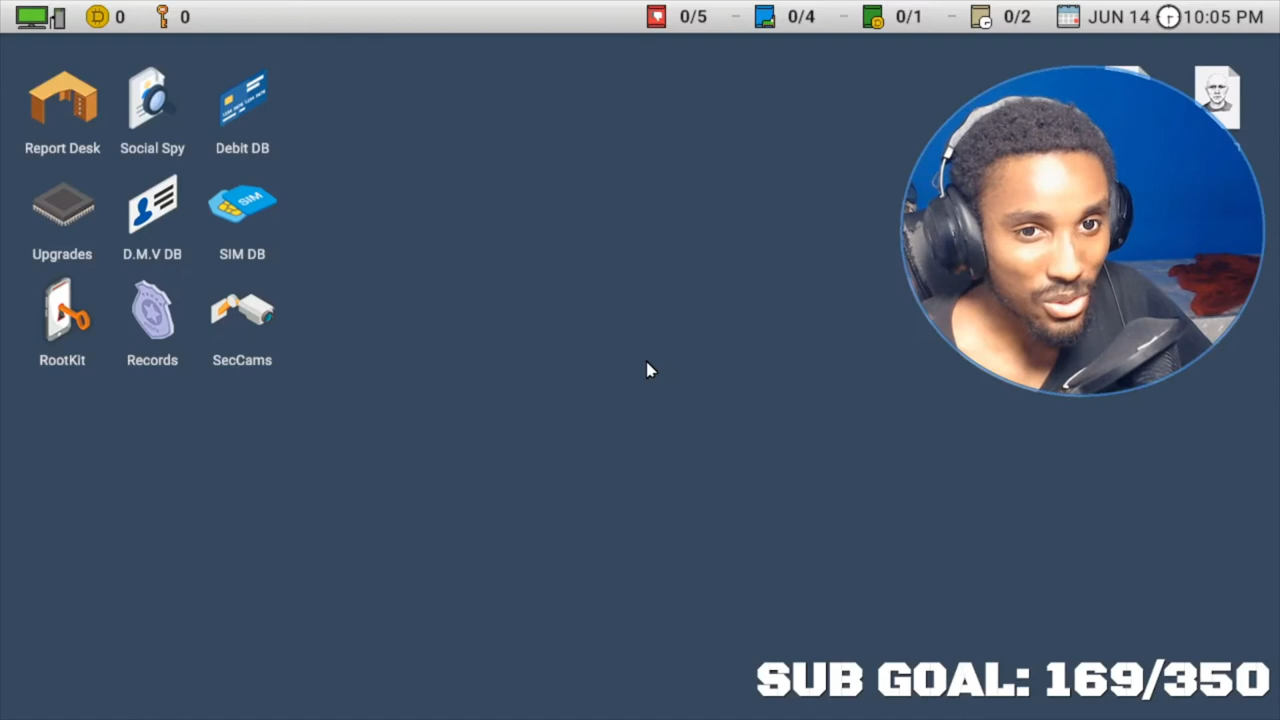 0 0 0/5 0/4 0/1 0/2 JUN 14 10:05 PM
Report Desk Social Spy Debit DB
SIM
Upgrades D.M.V DB SIM DB
RootKit Records SecCams
SUB GOAL: 169/350